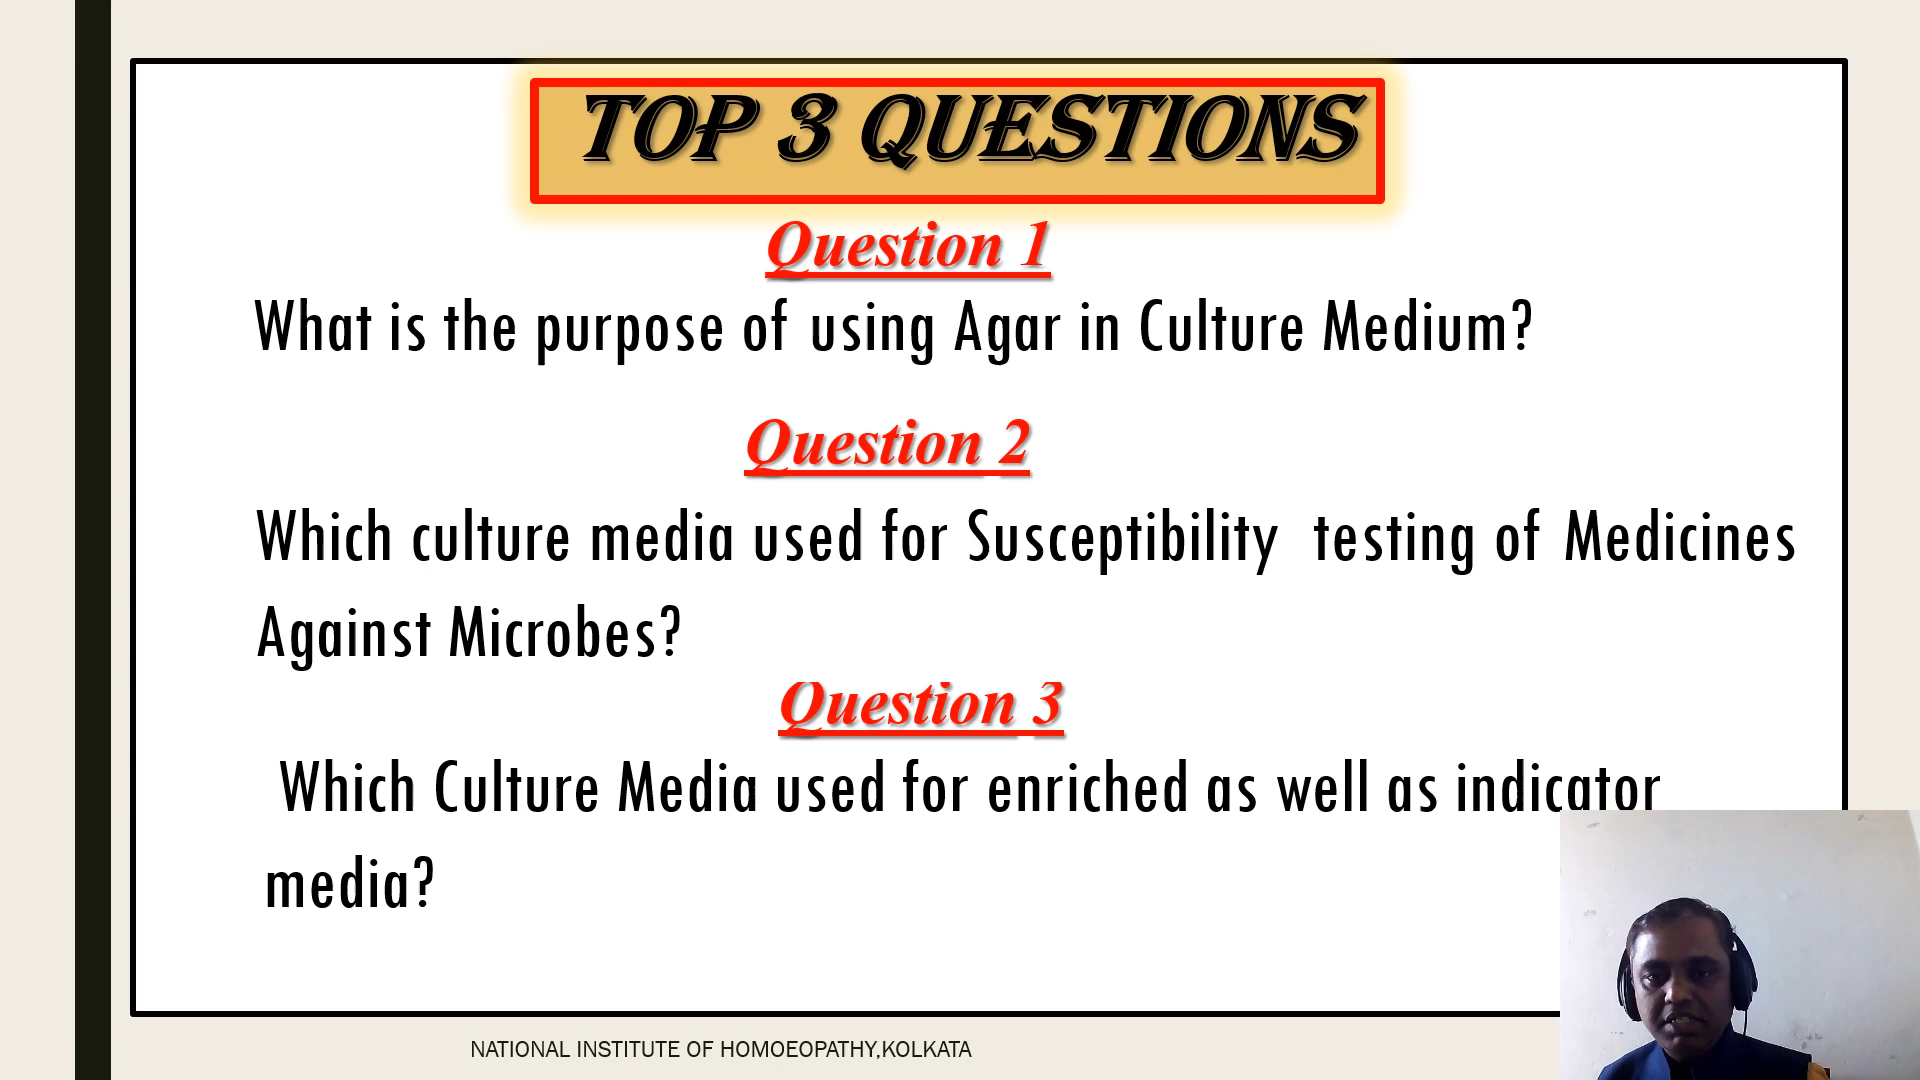 TOP 3 QUESTIONS
Question 1
What is the purpose of using Agar in Culture Medium?
Question 2
Which culture media used for Susceptibility testing of Medicines
Against Microbes?
Question 3
Which Culture Media used for enriched as well as indicator
media?
NATIONAL INSTITUTE OF HOMOEOPATHY,KOLKATA